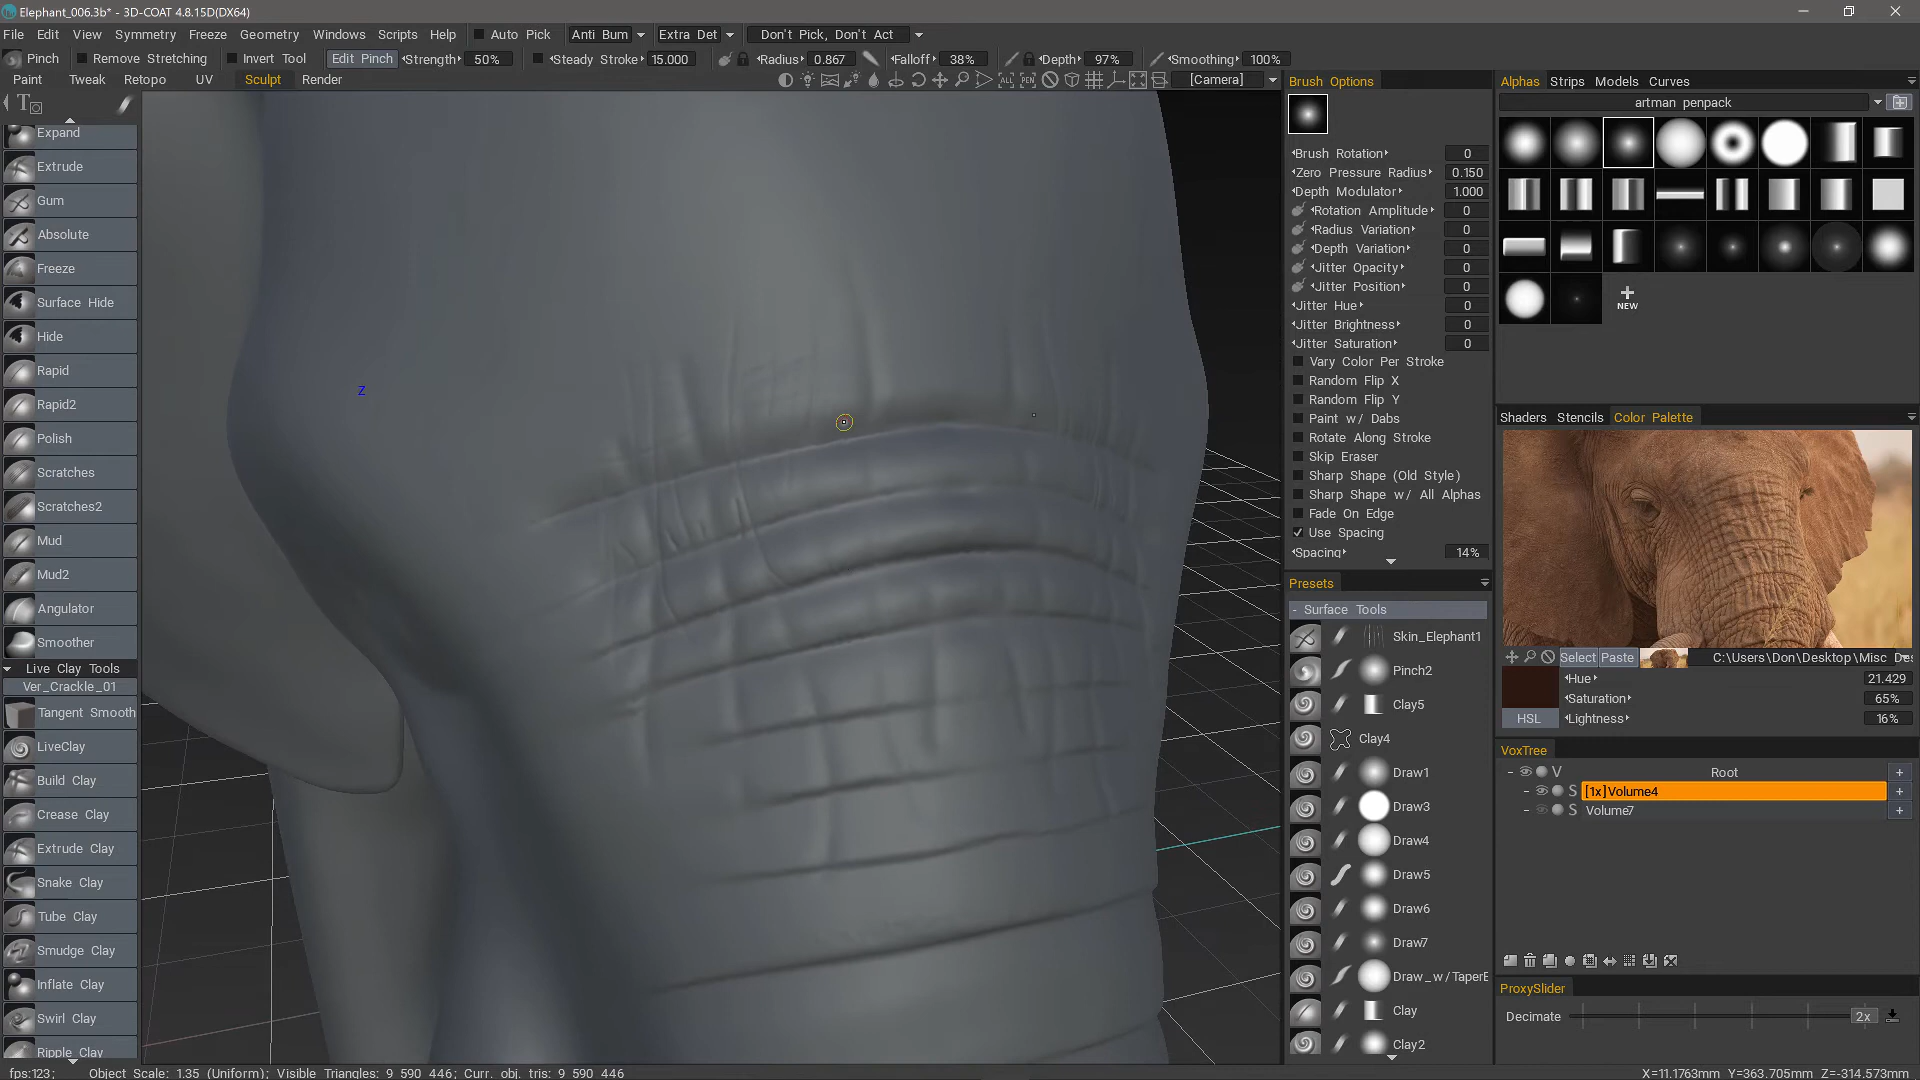 Elephant_006.3b* - 3D-COAT 4.8.15D(DX64)
File Edit View Symmetry Freeze Geometry Windows Scripts Help Auto Pick Anti Bum Extra Det Don't Pick, Don't Act
Pinch Remove Stretching Invert Tool Edit Pinch Strength 50% Steady Stroke 15.000 Radius 0.867 Falloff 38% Depth 97% Smoothing 100%
Paint Tweak Retopo UV Sculpt Render ALL PEN [Camera]
T
Expand
Extrude
Gum
Absolute
Freeze
Surface Hide
Hide
Rapid
Rapid2
Polish
Scratches
Scratches2
Mud
Mud2
Angulator
Smoother
Live Clay Tools
Ver_Crackle_01
Tangent Smooth
LiveClay
Build Clay
Crease Clay
Extrude Clay
Snake Clay
Tube Clay
Smudge Clay
Inflate Clay
Swirl Clay
Ripple Clay
Z
Brush Options
Brush Rotation 0
Zero Pressure Radius 0.150
Depth Modulator 1.000
Rotation Amplitude 0
Radius Variation 0
Depth Variation 0
Jitter Opacity 0
Jitter Position 0
Jitter Hue 0
Jitter Brightness 0
Jitter Saturation 0
Vary Color Per Stroke
Random Flip X
Random Flip Y
Paint w/ Dabs
Rotate Along Stroke
Skip Eraser
Sharp Shape (Old Style)
Sharp Shape w/ All Alphas
Fade On Edge
Use Spacing
Spacing 14%
Presets
- Surface Tools
Skin_Elephant1
Pinch2
Clay5
Clay4
Draw1
Draw3
Draw4
Draw5
Draw6
Draw7
Draw_w/TaperE
Clay
Clay2
Alphas Strips Models Curves
artman penpack
NEW
Shaders Stencils Color Palette
Select Paste C:\Users\Don\Desktop\Misc De
Hue 21.429
Saturation 65%
HSL Lightness 16%
VoxTree
V Root +
S [1x]Volume4 +
S Volume7 +
ProxySlider
Decimate 2x
fps:123; Object Scale: 1.35 (Uniform); Visible Triangles: 9 590 446; Curr. obj. tris: 9 590 446 X=11.1763mm Y=363.705mm Z=-314.573mm